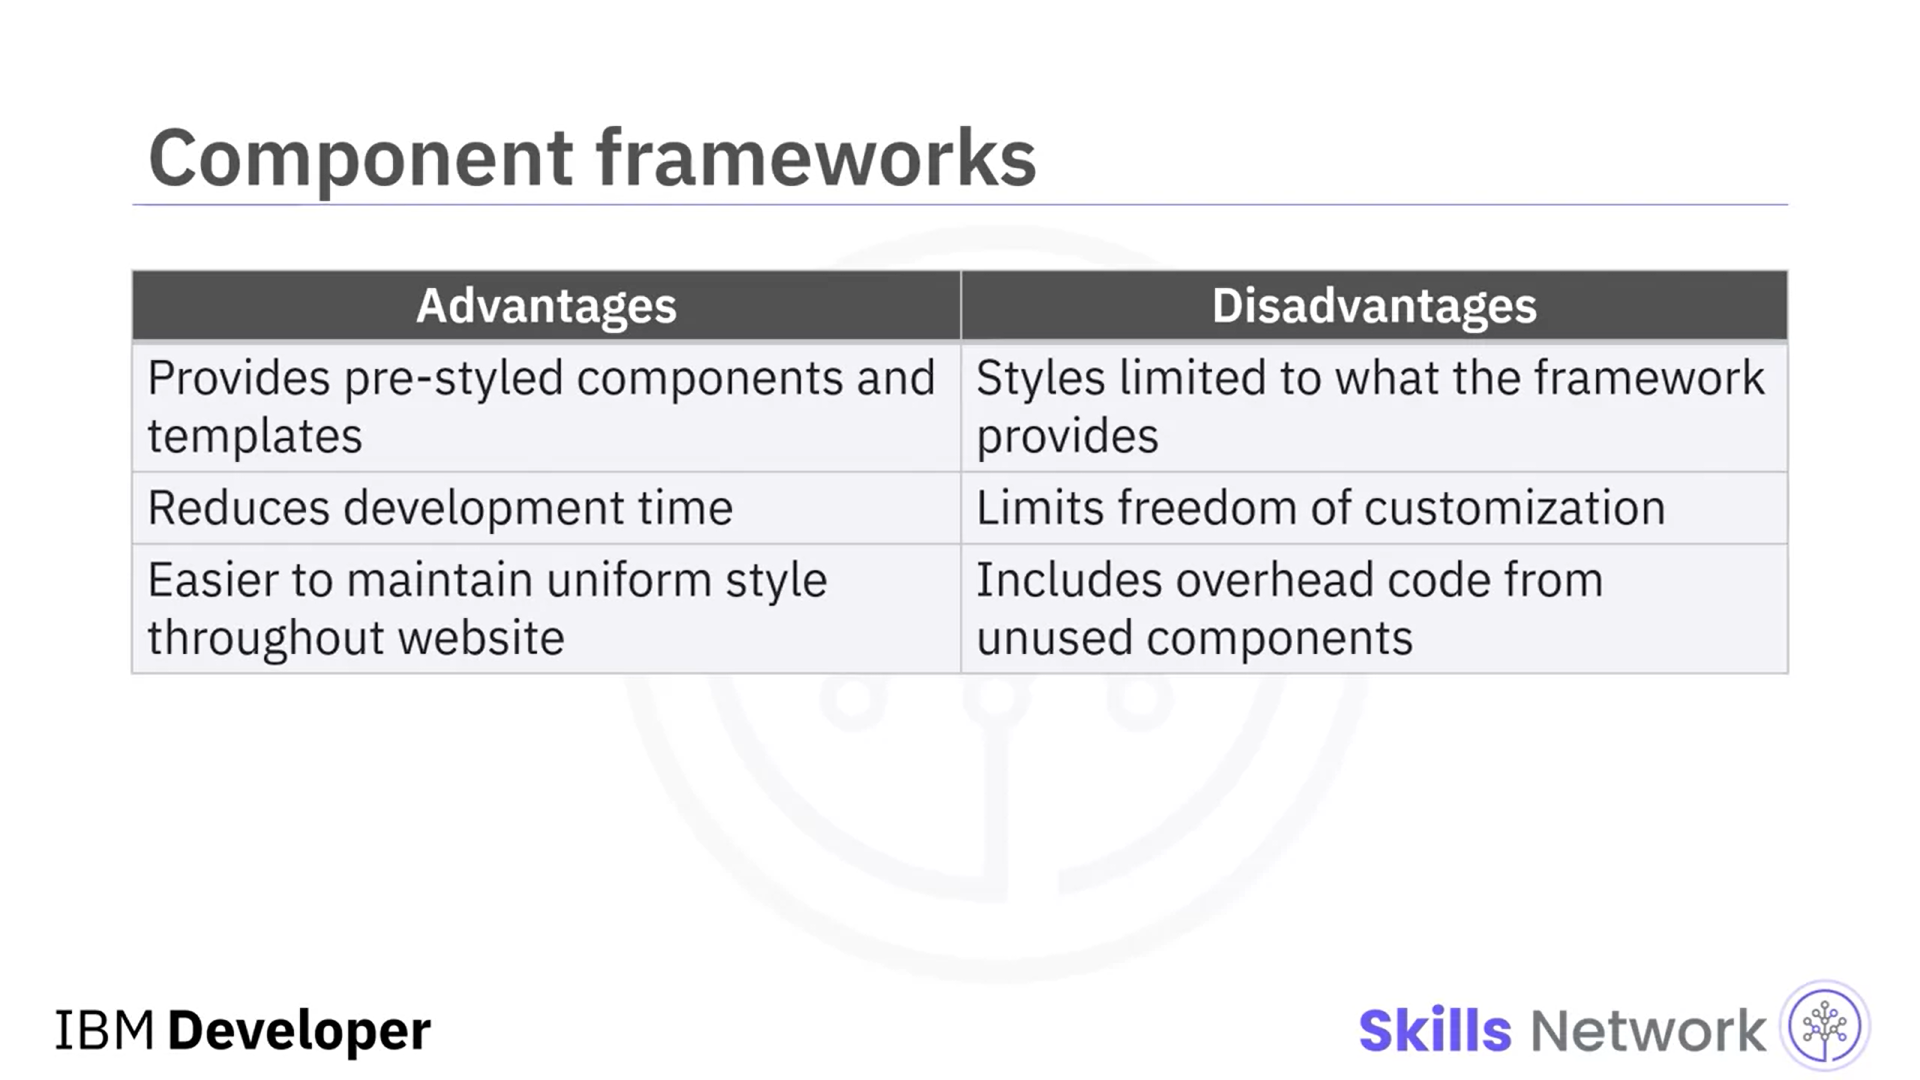 Component frameworks
Advantages
Disadvantages
Provides pre-styled components and
templates
Styles limited to what the framework
provides
Reduces development time
Limits freedom of customization
Easier to maintain uniform style
throughout website
Includes overhead code from
unused components
IBM Developer
Skills Network